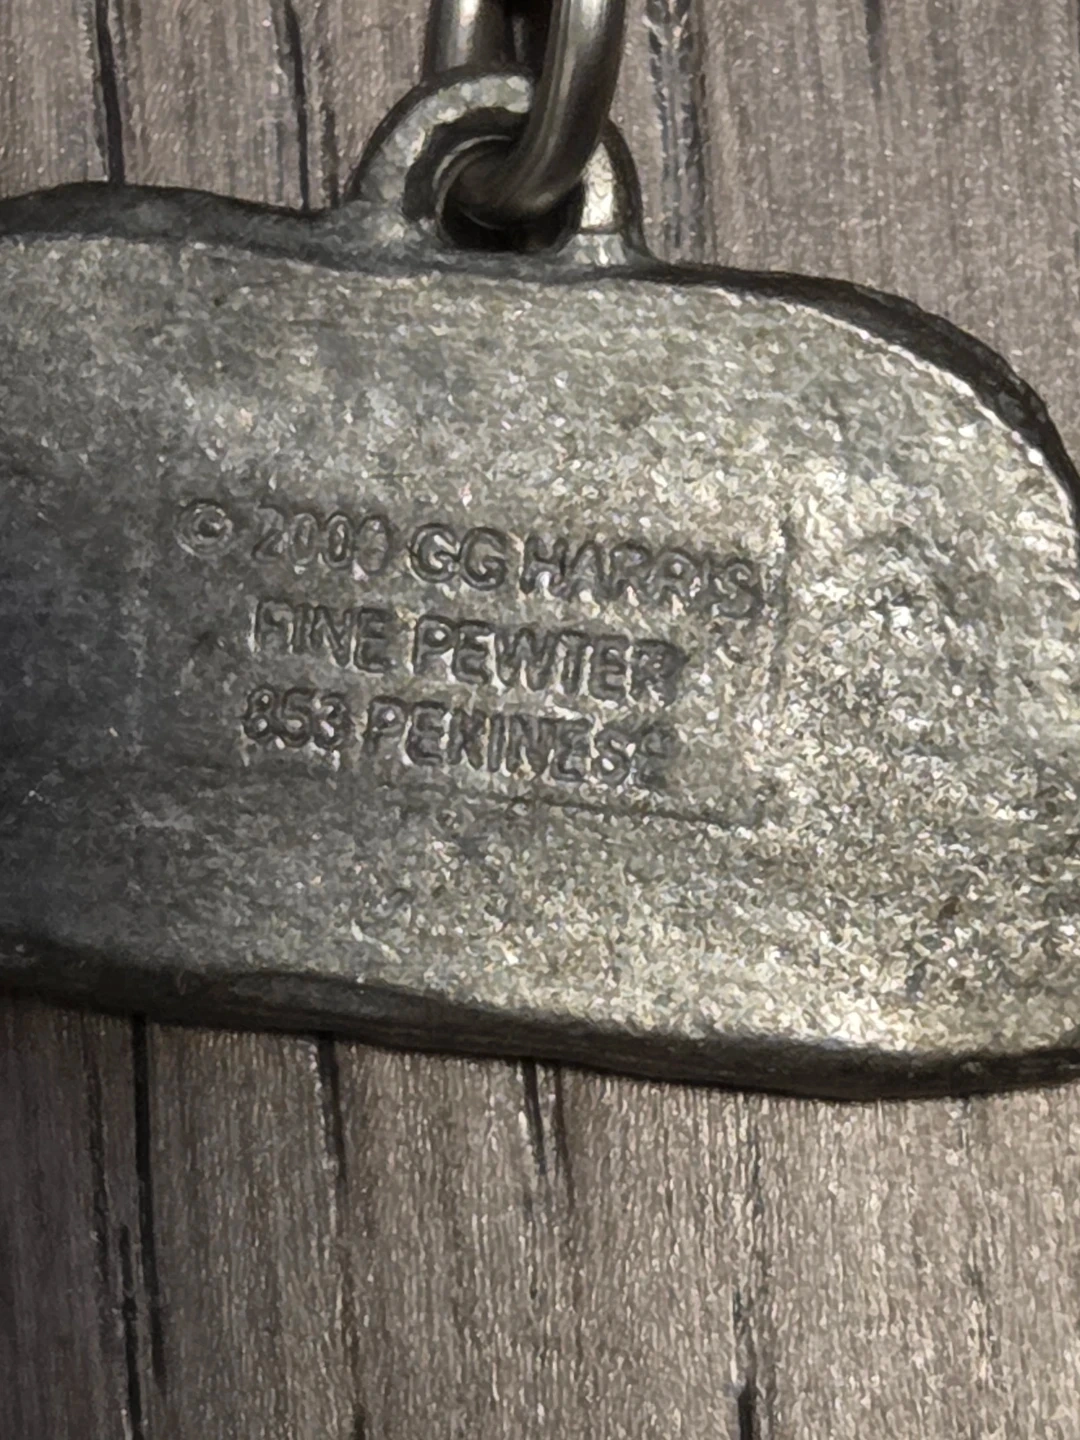 © 2000 GG HARRIS
FINE PEWTER
853 PEKINESE